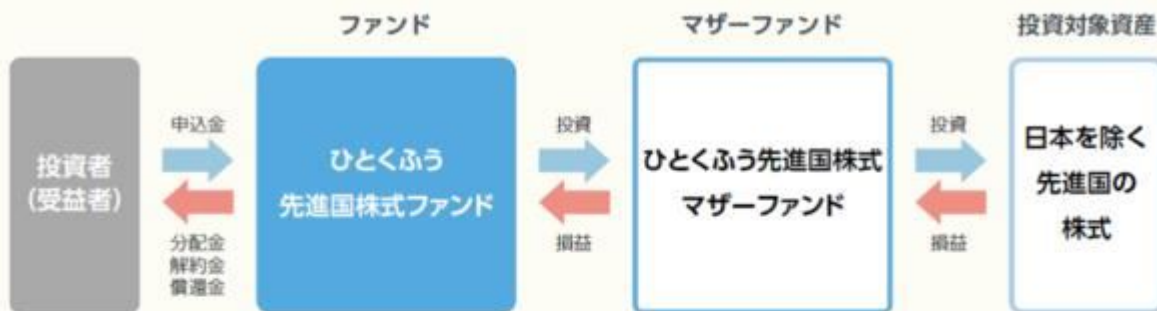 ファンド
マザーファンド
投資対象資産
投資者
(受益者)
申込金
分配金
解約金
償還金
ひとくふう
先進国株式ファンド
投資
損益
ひとくふう先進国株式
マザーファンド
投資
損益
日本を除く
先進国の
株式